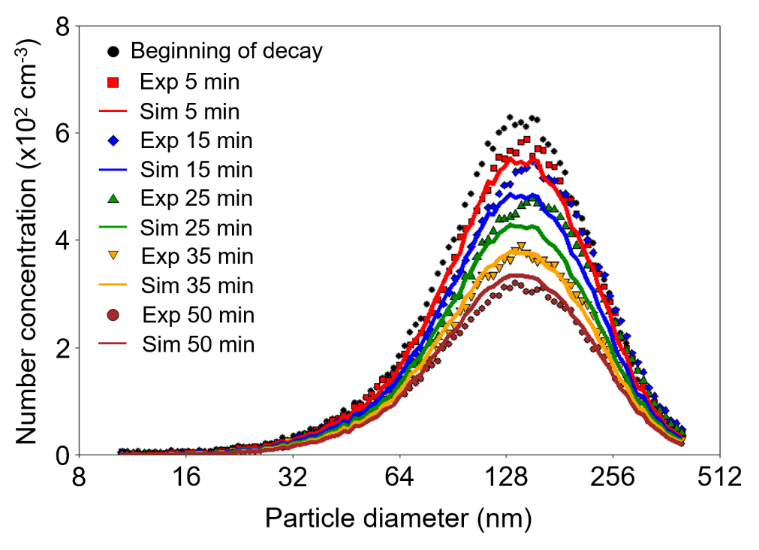 8
6
4
2
0
Number concentration (x10² cm⁻³)
Beginning of decay
Exp 5 min
Sim 5 min
Exp 15 min
Sim 15 min
Exp 25 min
Sim 25 min
Exp 35 min
Sim 35 min
Exp 50 min
Sim 50 min
8 16 32 64 128 256 512
Particle diameter (nm)